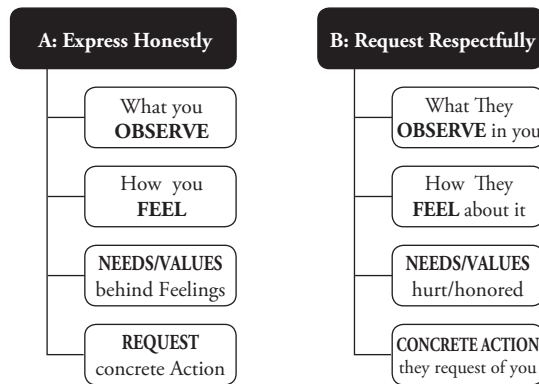 A: Express Honestly
What you
OBSERVE
How you
FEEL
NEEDS/VALUES
behind Feelings
REQUEST
concrete Action
B: Request Respectfully
What They
OBSERVE in you
How They
FEEL about it
NEEDS/VALUES
hurt/honored
CONCRETE ACTION
they request of you